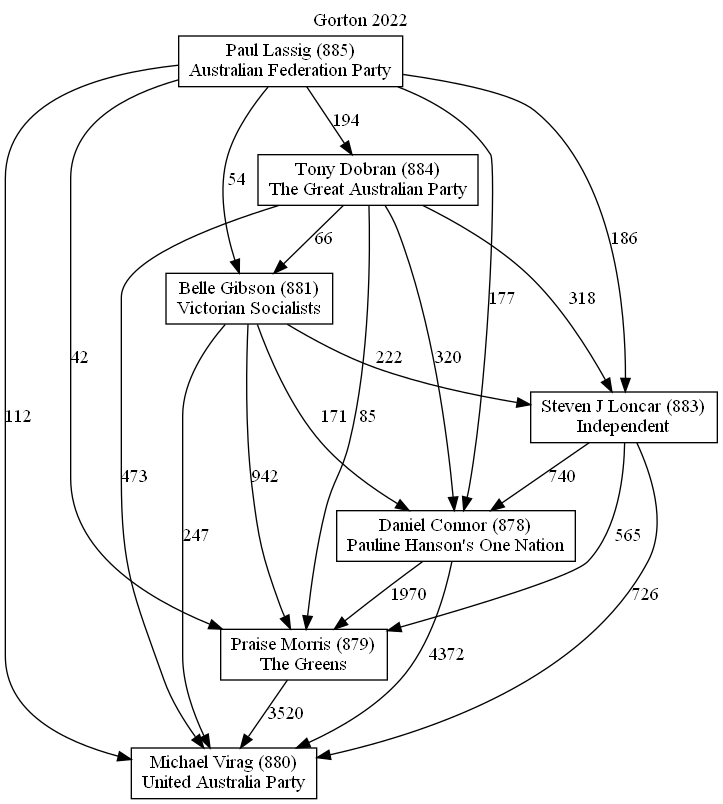 Gorton 2022
Paul Lassig (885)
Australian Federation Party
194
Tony Dobran (884)
The Great Australian Party
54
66
186
Belle Gibson (881)
Victorian Socialists
177
318
42
222
320
Steven J Loncar (883)
Independent
112
171
85
473
942
740
Daniel Connor (878)
Pauline Hanson's One Nation
247
565
1970
726
Praise Morris (879)
The Greens
4372
3520
Michael Virag (880)
United Australia Party